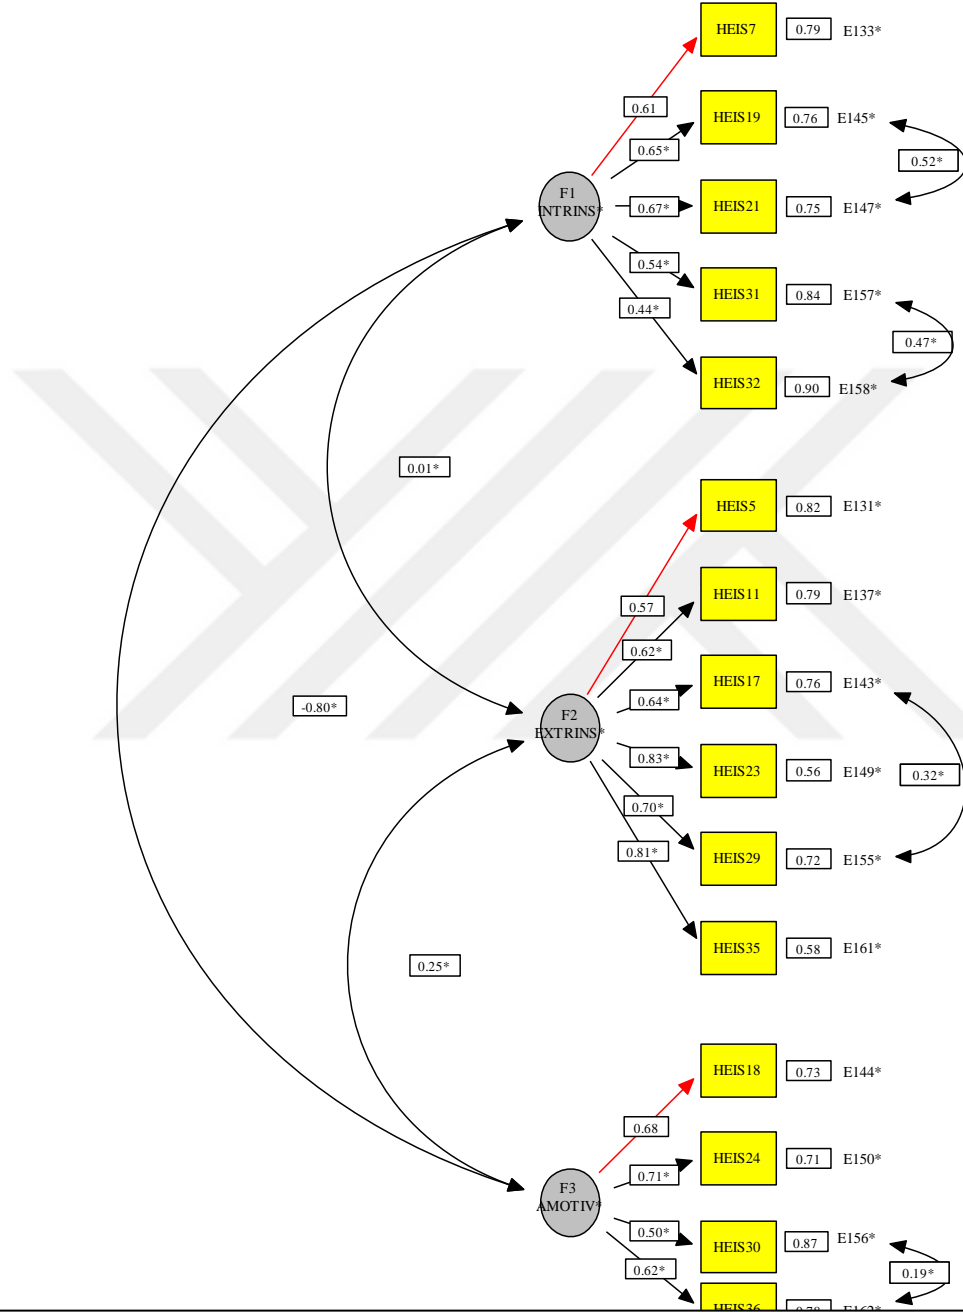 HEIS7 0.79 E133*
0.61
HEIS19 0.76 E145*
0.65*
0.52*
F1
INTRINS*
0.67*
HEIS21 0.75 E147*
0.54*
HEIS31 0.84 E157*
0.44*
0.47*
HEIS32 0.90 E158*
0.01*
HEIS5 0.82 E131*
0.57
HEIS11 0.79 E137*
0.62*
HEIS17 0.76 E143*
0.64*
-0.80*
F2
EXTRINS*
0.83*
HEIS23 0.56 E149*
0.32*
0.70*
0.81*
HEIS29 0.72 E155*
HEIS35 0.58 E161*
0.25*
HEIS18 0.73 E144*
0.68
HEIS24 0.71 E150*
0.71*
F3
AMOTIV*
0.50*
HEIS30 0.87 E156*
0.62*
0.19*
HEIS36 0.78 E162*